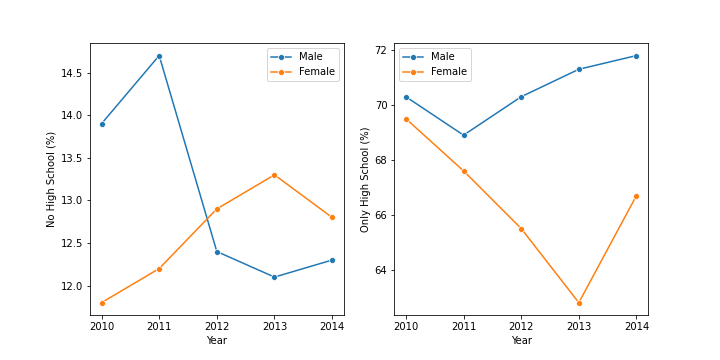 No High School (%)
14.5
14.0
13.5
13.0
12.5
12.0
2010 2011 2012 2013 2014
Year
Male
Female
Only High School (%)
72
70
68
66
64
2010 2011 2012 2013 2014
Year
Male
Female